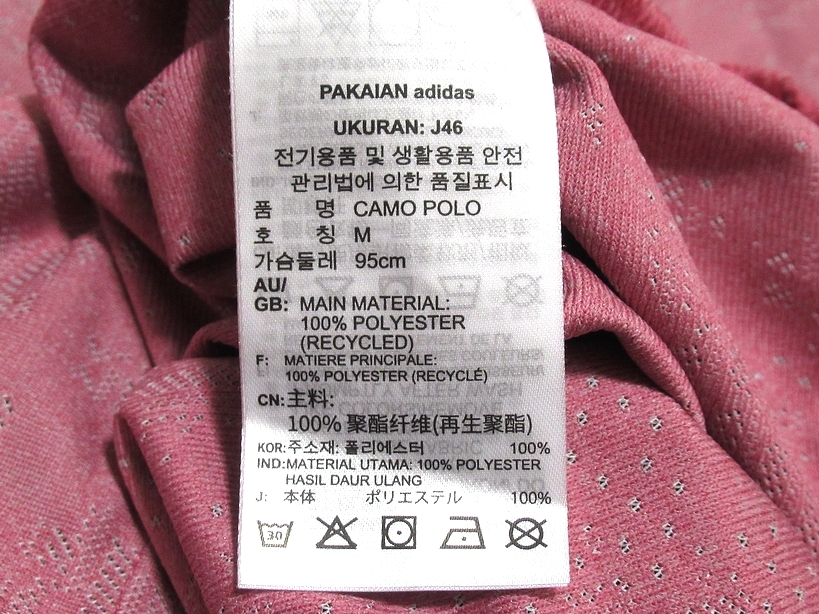 PAKAIAN adidas
UKURAN: J46
전기용품 및 생활용품 안전
관리법에 의한 품질표시
품 명 CAMO POLO
호 칭 M
가슴둘레 95cm
AU/
GB: MAIN MATERIAL:
100% POLYESTER
(RECYCLED)
F: MATIERE PRINCIPALE:
100% POLYESTER (RECYCLÉ)
CN: 主料:
100% 聚酯纤维(再生聚酯)
KOR: 주소재: 폴리에스터 100%
IND: MATERIAL UTAMA: 100% POLYESTER
HASIL DAUR ULANG
J: 本体 ポリエステル 100%
30